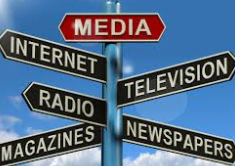 MEDIA
INTERNET
TELEVISION
RADIO
NEWSPAPERS
MAGAZINES